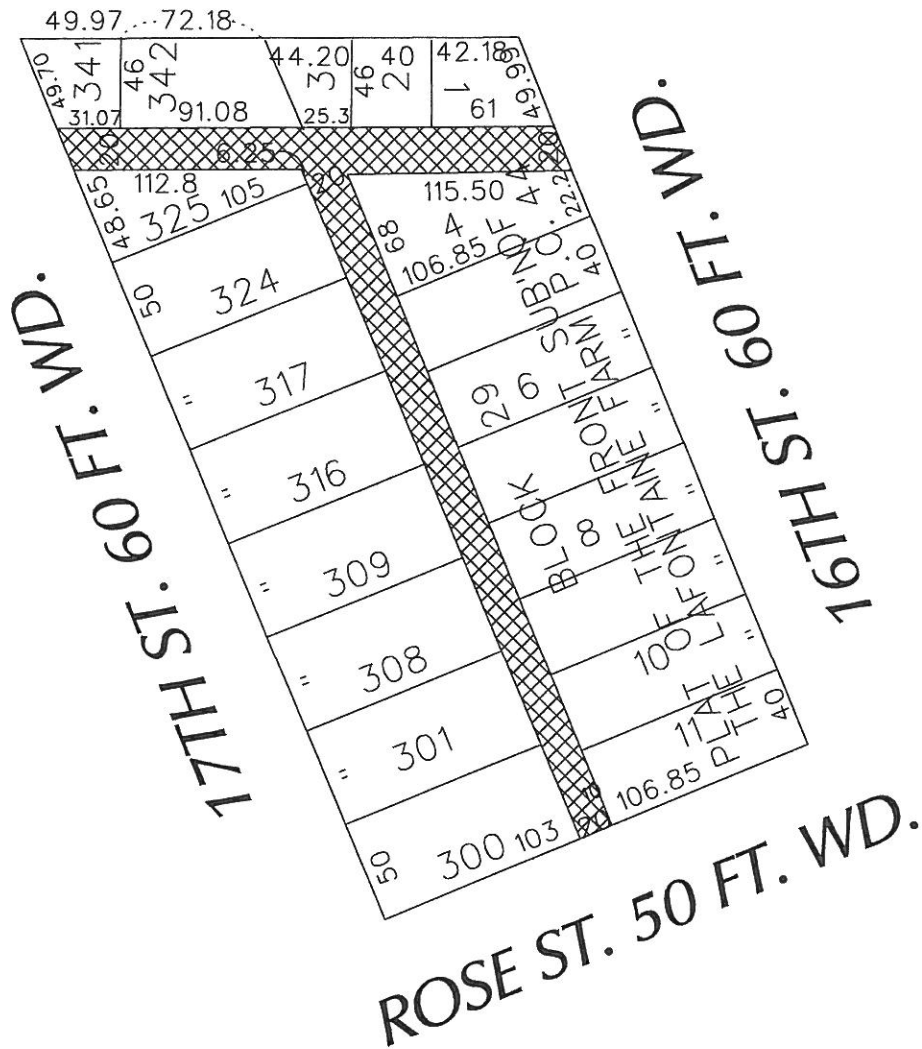 49.97 72.18
49.70 341 46 342 44.20 3 46 40 20 42.18 1 49.99
31.07 91.08 25.3 61
20 6.25 20 20
48.65 112.8 325 105 68 115.50 4 106.85 44 22.2
50 324 40
" 317 29 6 "
" 316 "
" 309 8 "
" 308 10 "
" 301 11 "
50 300 103 106.85 40
BLOCK
PLAT OF THE FRONT SUB'N OF P.C.
THE LAFONTAINE FARM
17TH ST. 60 FT. WD.
16TH ST. 60 FT. WD.
ROSE ST. 50 FT. WD.